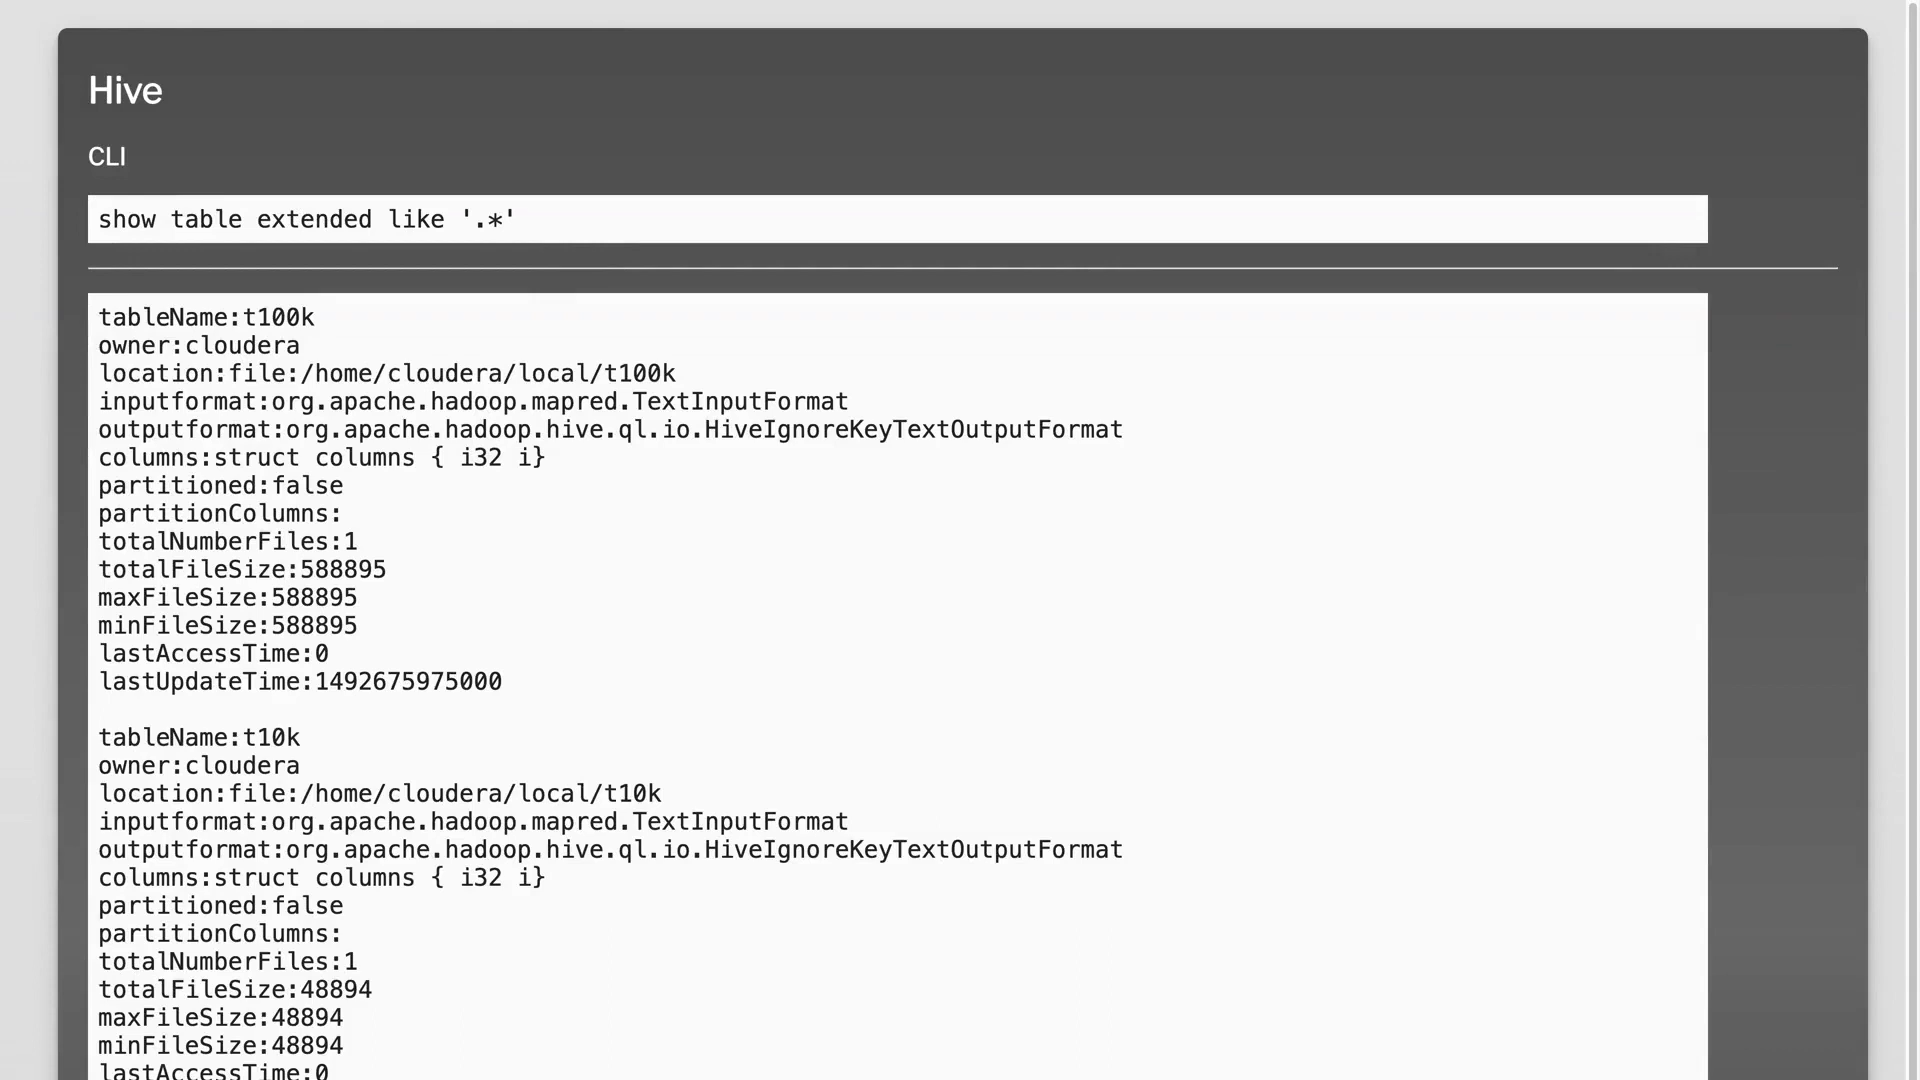 Hive
CLI
show table extended like '.*'
tableName:t100k
owner:cloudera
location:file:/home/cloudera/local/t100k
inputformat:org.apache.hadoop.mapred.TextInputFormat
outputformat:org.apache.hadoop.hive.ql.io.HiveIgnoreKeyTextOutputFormat
columns:struct columns { i32 i}
partitioned:false
partitionColumns:
totalNumberFiles:1
totalFileSize:588895
maxFileSize:588895
minFileSize:588895
lastAccessTime:0
lastUpdateTime:1492675975000
tableName:t10k
owner:cloudera
location:file:/home/cloudera/local/t10k
inputformat:org.apache.hadoop.mapred.TextInputFormat
outputformat:org.apache.hadoop.hive.ql.io.HiveIgnoreKeyTextOutputFormat
columns:struct columns { i32 i}
partitioned:false
partitionColumns:
totalNumberFiles:1
totalFileSize:48894
maxFileSize:48894
minFileSize:48894
lastAccessTime:0